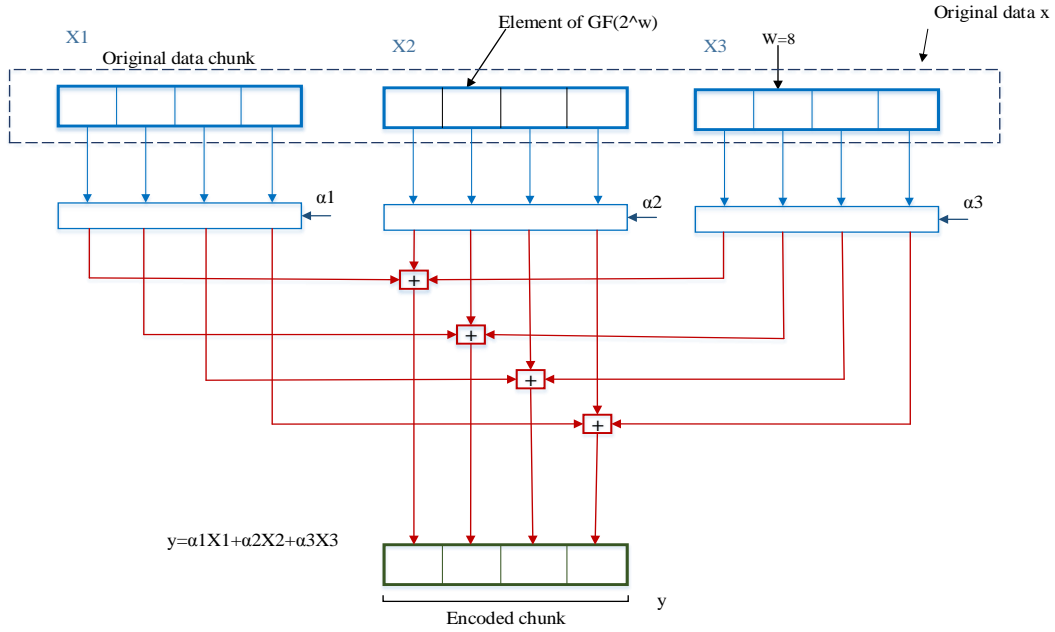 Original data x
Element of GF(2^w)
X1
X2
X3
W=8
Original data chunk
α1
α2
α3
+
+
+
+
y=α1X1+α2X2+α3X3
y
Encoded chunk